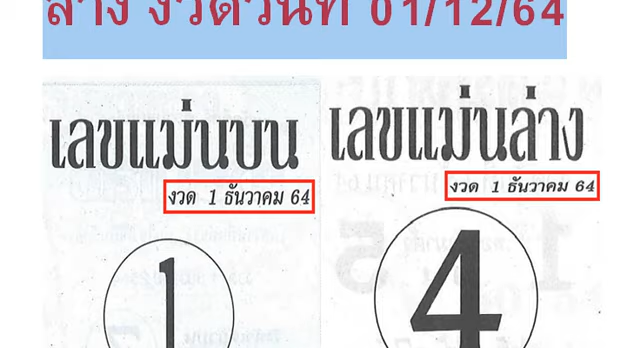 ล่าง งวดวันที่ 01/12/64
เลขแม่นบน
งวด 1 ธันวาคม 64
1
เลขแม่นล่าง
งวด 1 ธันวาคม 64
4